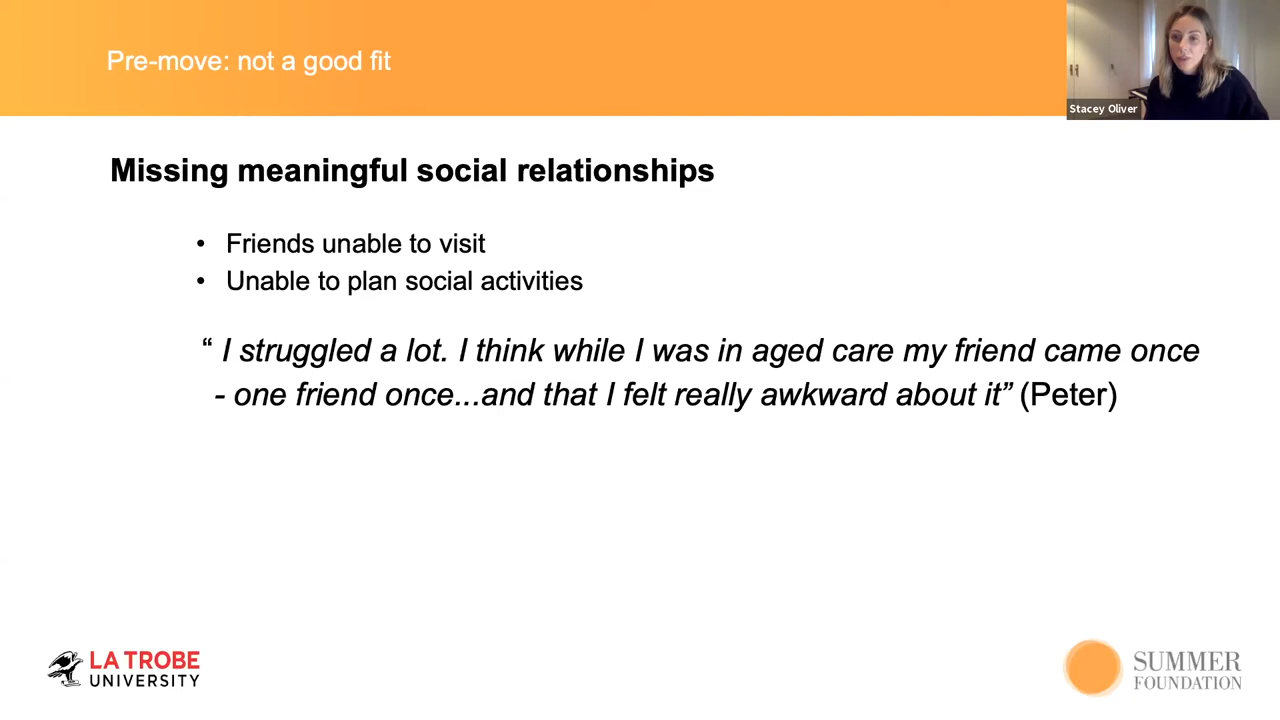 Pre-move: not a good fit
Stacey Oliver
Missing meaningful social relationships
• Friends unable to visit
• Unable to plan social activities
“ I struggled a lot. I think while I was in aged care my friend came once
- one friend once...and that I felt really awkward about it” (Peter)
LA TROBE
UNIVERSITY
SUMMER
FOUNDATION